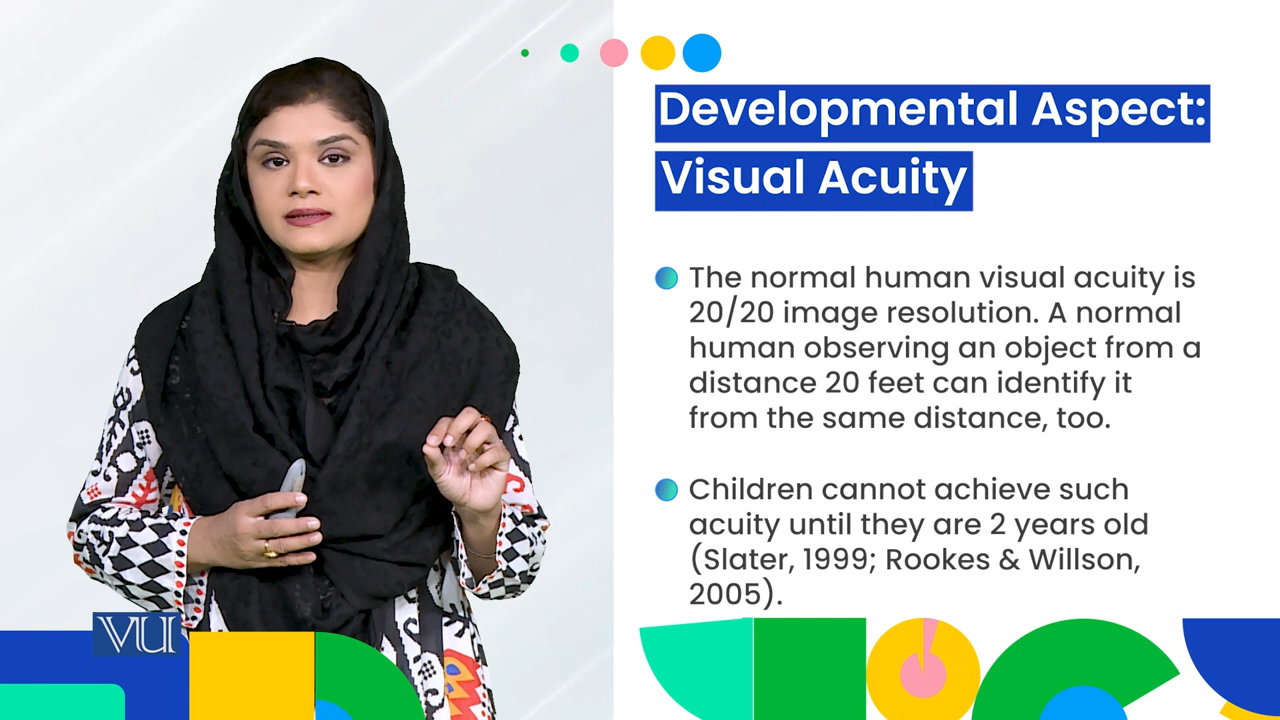 Developmental Aspect:
Visual Acuity
The normal human visual acuity is
20/20 image resolution. A normal
human observing an object from a
distance 20 feet can identify it
from the same distance, too.
Children cannot achieve such
acuity until they are 2 years old
(Slater, 1999; Rookes & Willson,
2005).
VU